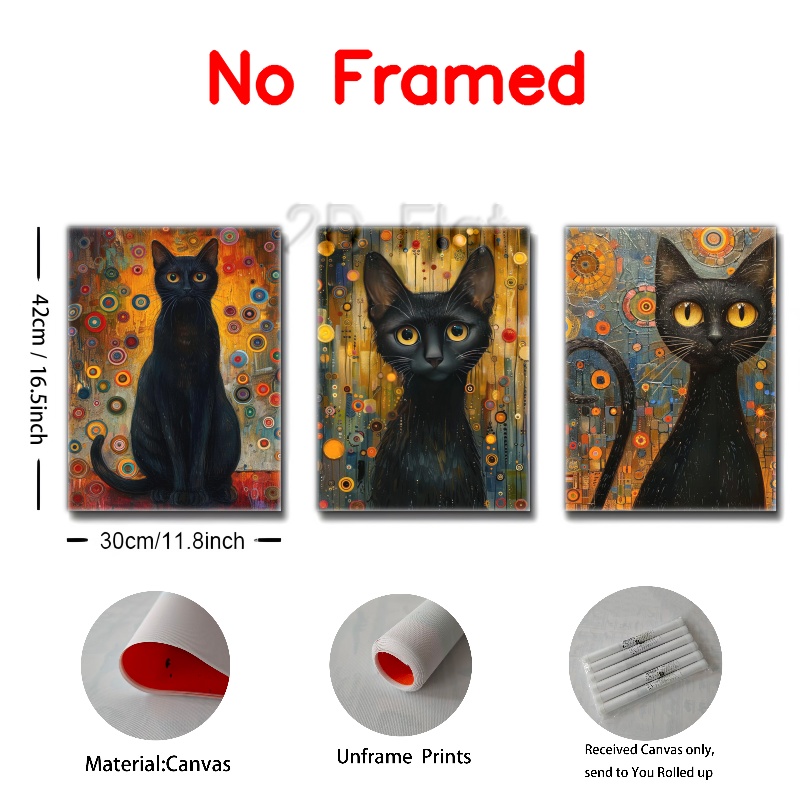 No Framed
2D Flat
42cm / 16.5inch
30cm/11.8inch
Material:Canvas
Unframe Prints
Received Canvas only,
send to You Rolled up